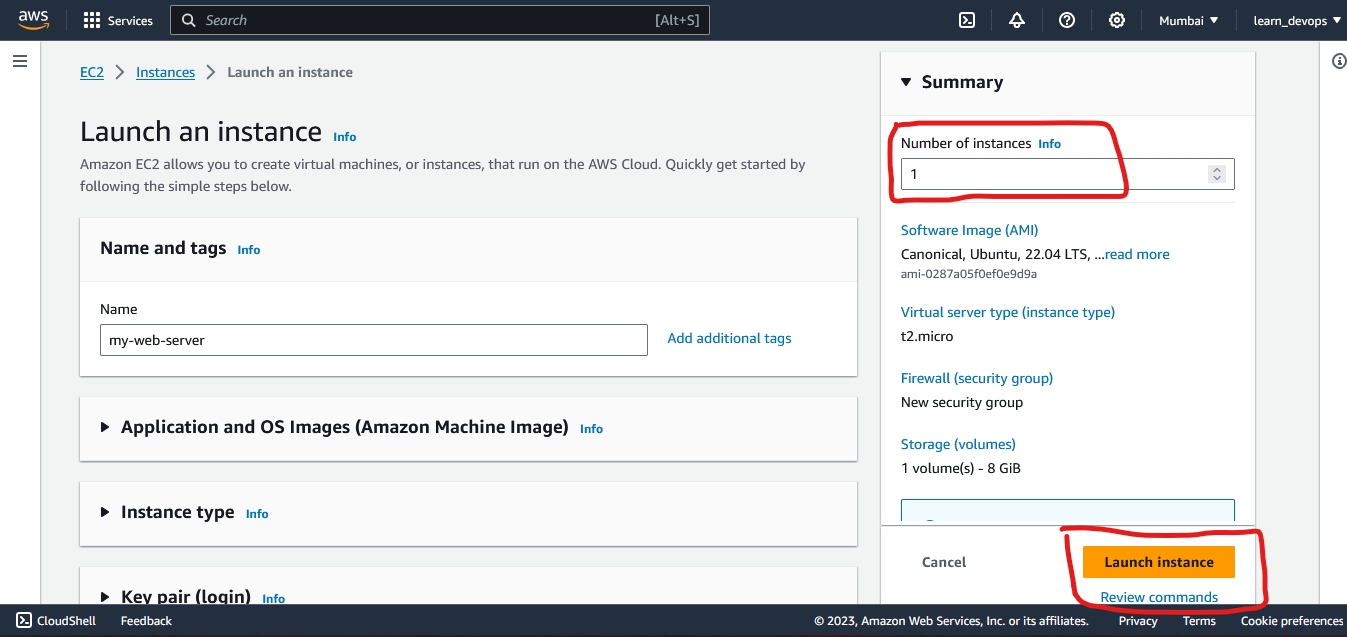 aws
Services
Search
[Alt+S]
Mumbai
learn_devops
EC2
Instances
Launch an instance
Launch an instance Info
Amazon EC2 allows you to create virtual machines, or instances, that run on the AWS Cloud. Quickly get started by
following the simple steps below.
Name and tags Info
Name
my-web-server
Add additional tags
Application and OS Images (Amazon Machine Image) Info
Instance type Info
Key pair (login) Info
Summary
Number of instances Info
1
Software Image (AMI)
Canonical, Ubuntu, 22.04 LTS, ...read more
ami-0287a05f0ef0e9d9a
Virtual server type (instance type)
t2.micro
Firewall (security group)
New security group
Storage (volumes)
1 volume(s) - 8 GiB
Cancel
Launch instance
Review commands
CloudShell
Feedback
© 2023, Amazon Web Services, Inc. or its affiliates.
Privacy
Terms
Cookie preferences